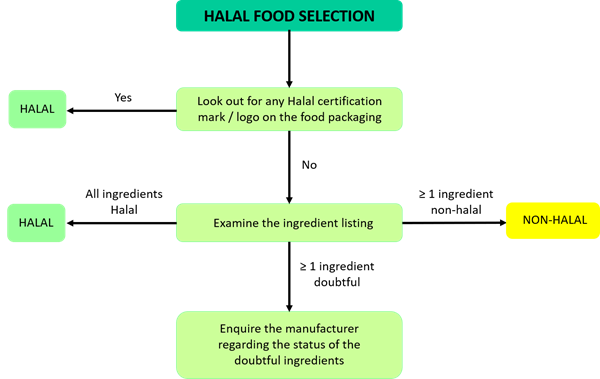 HALAL FOOD SELECTION
Look out for any Halal certification
mark / logo on the food packaging
Yes
HALAL
No
Examine the ingredient listing
All ingredients
Halal
HALAL
≥ 1 ingredient
non-halal
NON-HALAL
≥ 1 ingredient
doubtful
Enquire the manufacturer
regarding the status of the
doubtful ingredients